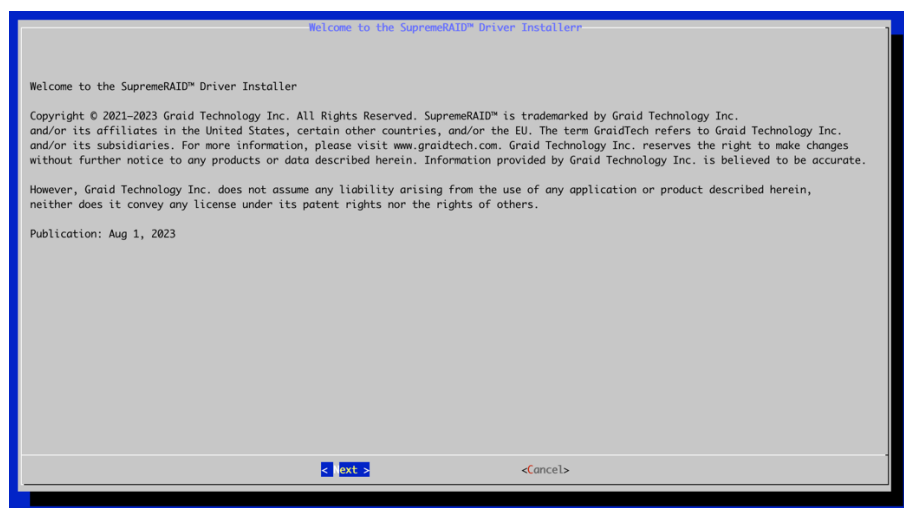 Welcome to the SupremeRAID™ Driver Installerr
Welcome to the SupremeRAID™ Driver Installer
Copyright © 2021–2023 Graid Technology Inc. All Rights Reserved. SupremeRAID™ is trademarked by Graid Technology Inc.
and/or its affiliates in the United States, certain other countries, and/or the EU. The term GraidTech refers to Graid Technology Inc.
and/or its subsidiaries. For more information, please visit www.graidtech.com. Graid Technology Inc. reserves the right to make changes
without further notice to any products or data described herein. Information provided by Graid Technology Inc. is believed to be accurate.
However, Graid Technology Inc. does not assume any liability arising from the use of any application or product described herein,
neither does it convey any license under its patent rights nor the rights of others.
Publication: Aug 1, 2023
< Next > <Cancel>